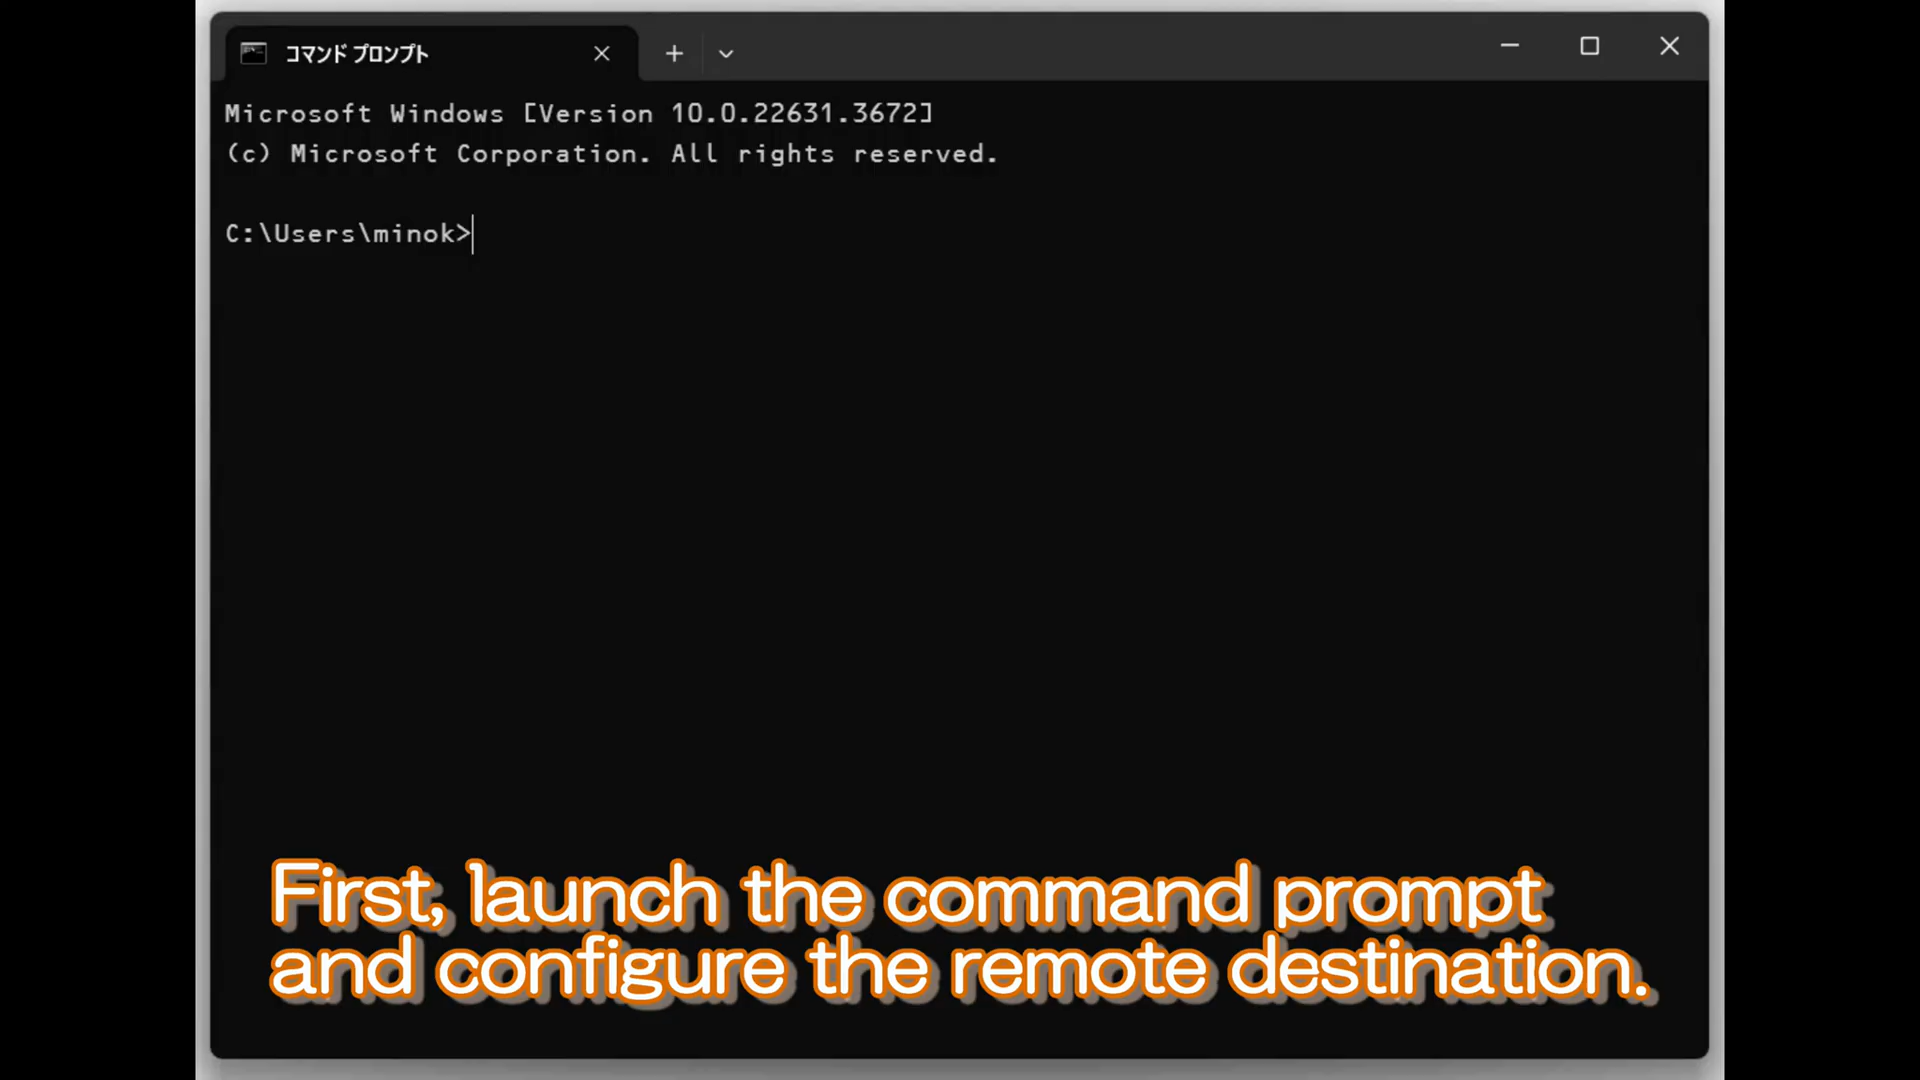 コマンド プロンプト
Microsoft Windows [Version 10.0.22631.3672]
(c) Microsoft Corporation. All rights reserved.
C:\Users\minok>
First, launch the command prompt
and configure the remote destination.